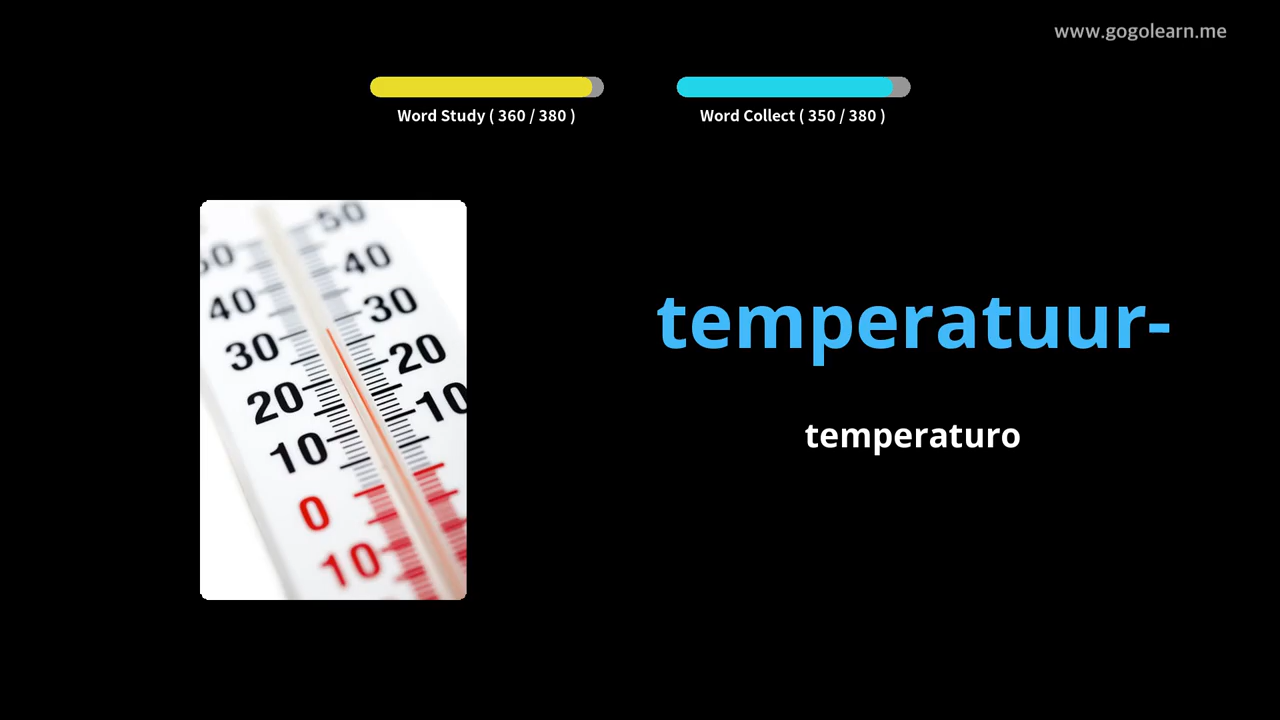 www.gogolearn.me
Word Study ( 360 / 380 )
Word Collect ( 350 / 380 )
50
40
30
20
10
40
30
20
10
0
10
temperatuur-
temperaturo